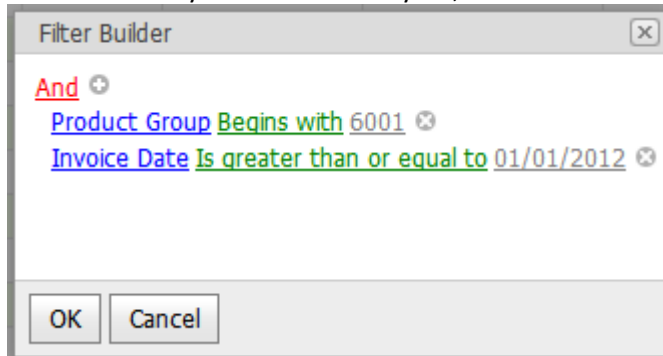 Filter Builder
And
Product Group Begins with 6001
Invoice Date Is greater than or equal to 01/01/2012
OK Cancel